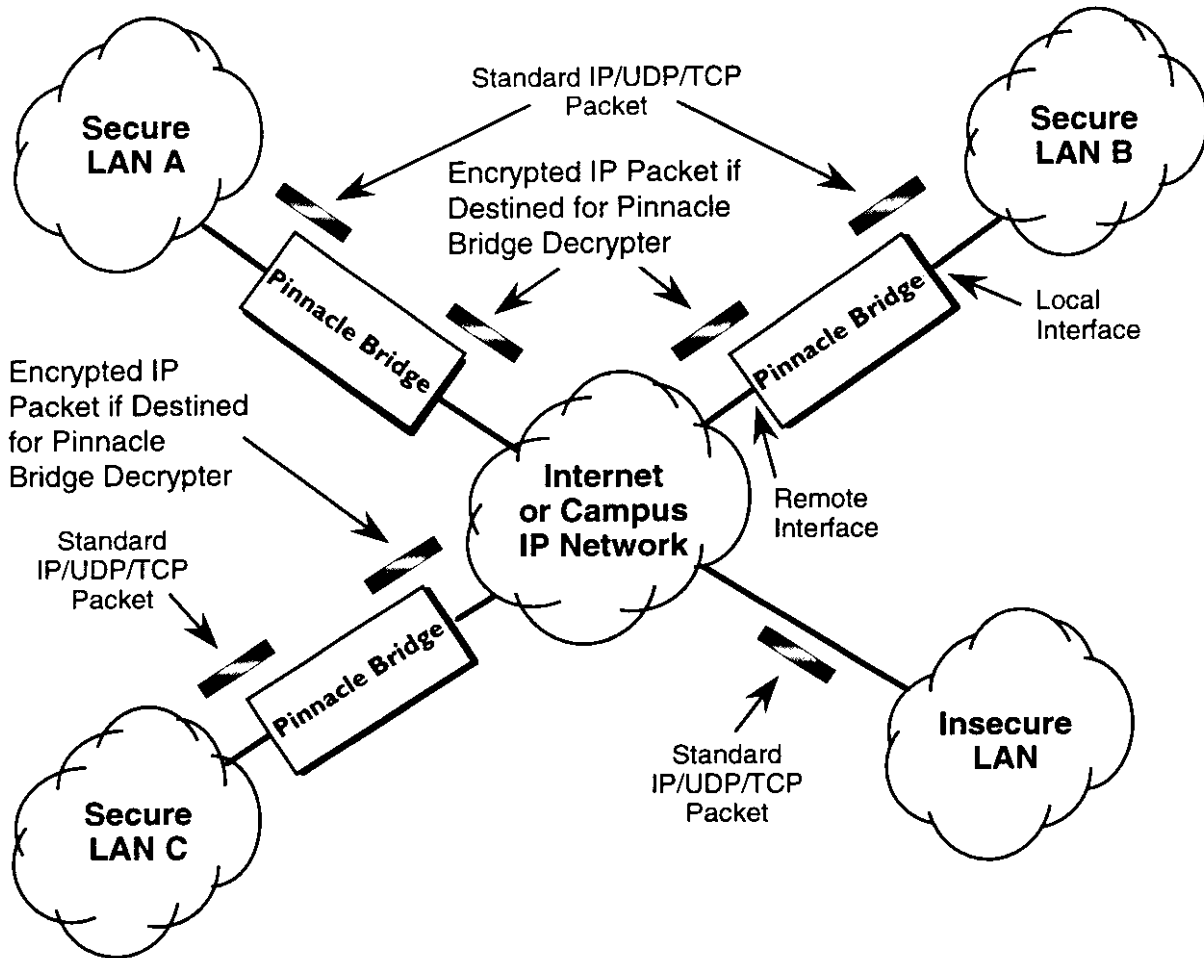 Standard IP/UDP/TCP
Packet
Secure
LAN A
Secure
LAN B
Encrypted IP Packet if
Destined for Pinnacle
Bridge Decrypter
Pinnacle Bridge
Pinnacle Bridge
Local
Interface
Encrypted IP
Packet if Destined
for Pinnacle
Bridge Decrypter
Internet
or Campus
IP Network
Remote
Interface
Standard
IP/UDP/TCP
Packet
Pinnacle Bridge
Secure
LAN C
Standard
IP/UDP/TCP
Packet
Insecure
LAN